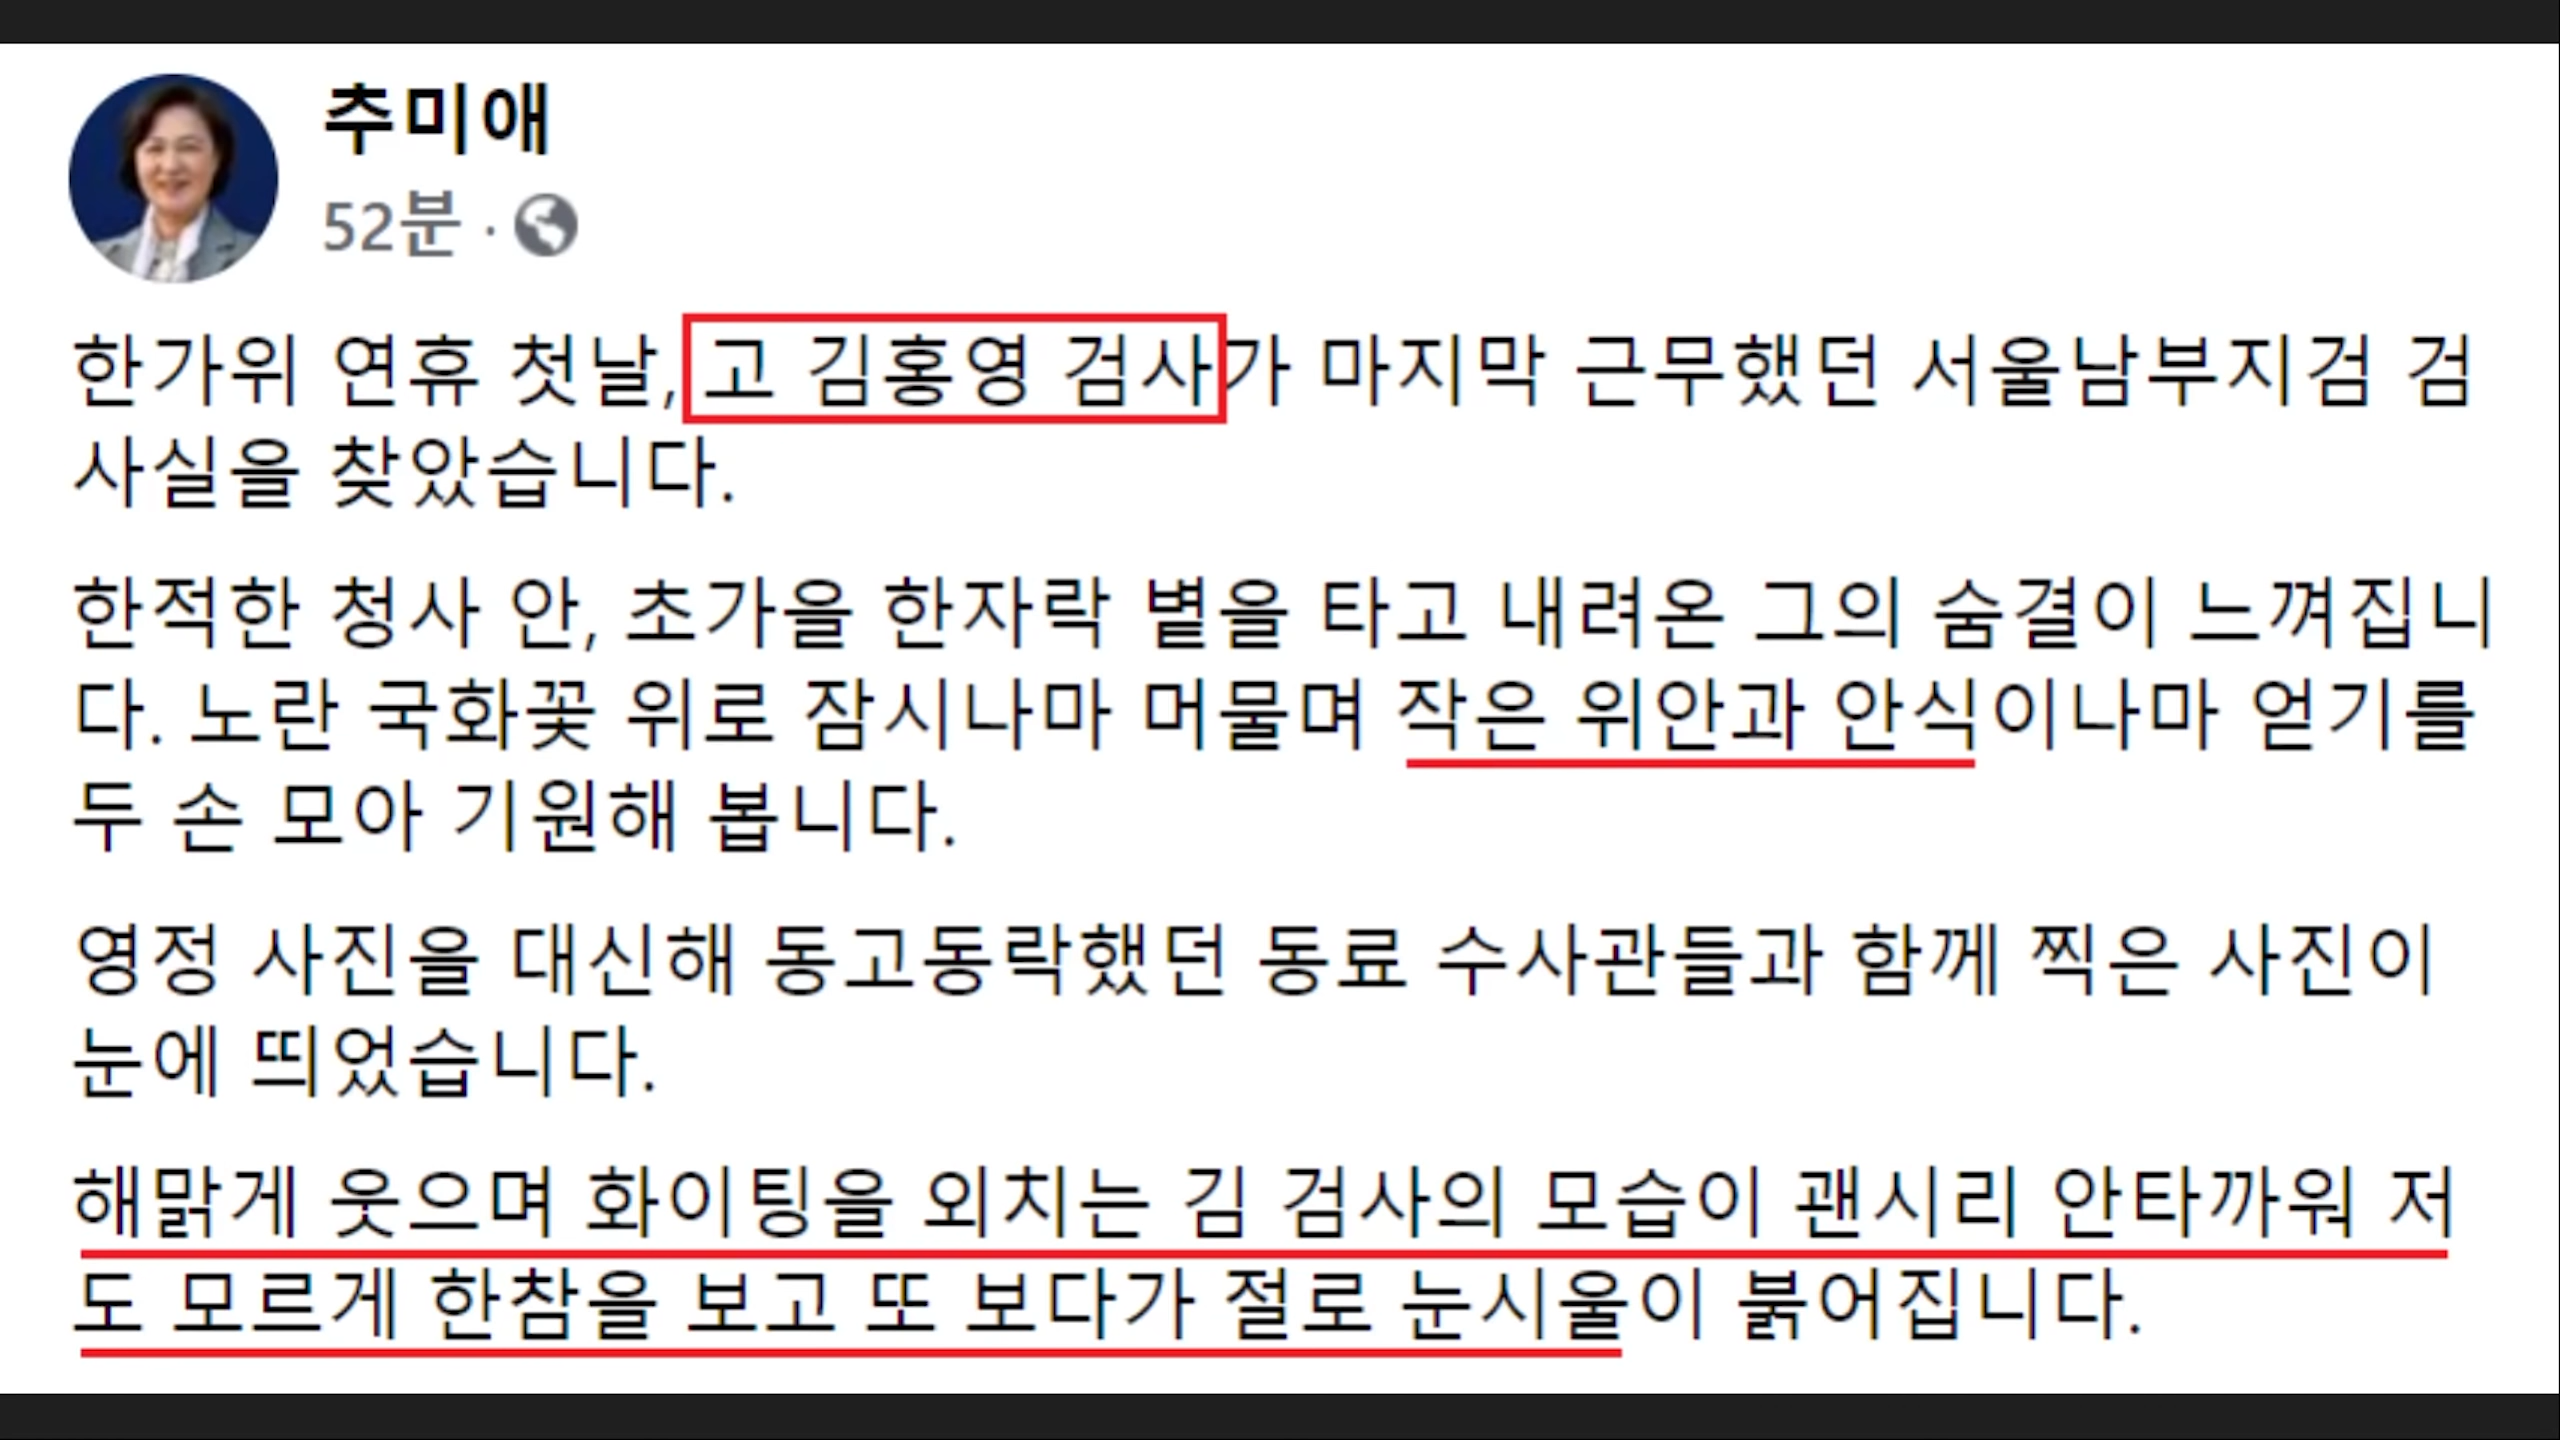 추미애
52분 ·
한가위 연휴 첫날, 고 김홍영 검사가 마지막 근무했던 서울남부지검 검
사실을 찾았습니다.
한적한 청사 안, 초가을 한자락 볕을 타고 내려온 그의 숨결이 느껴집니
다. 노란 국화꽃 위로 잠시나마 머물며 작은 위안과 안식이나마 얻기를
두 손 모아 기원해 봅니다.
영정 사진을 대신해 동고동락했던 동료 수사관들과 함께 찍은 사진이
눈에 띄었습니다.
해맑게 웃으며 화이팅을 외치는 김 검사의 모습이 괜시리 안타까워 저
도 모르게 한참을 보고 또 보다가 절로 눈시울이 붉어집니다.